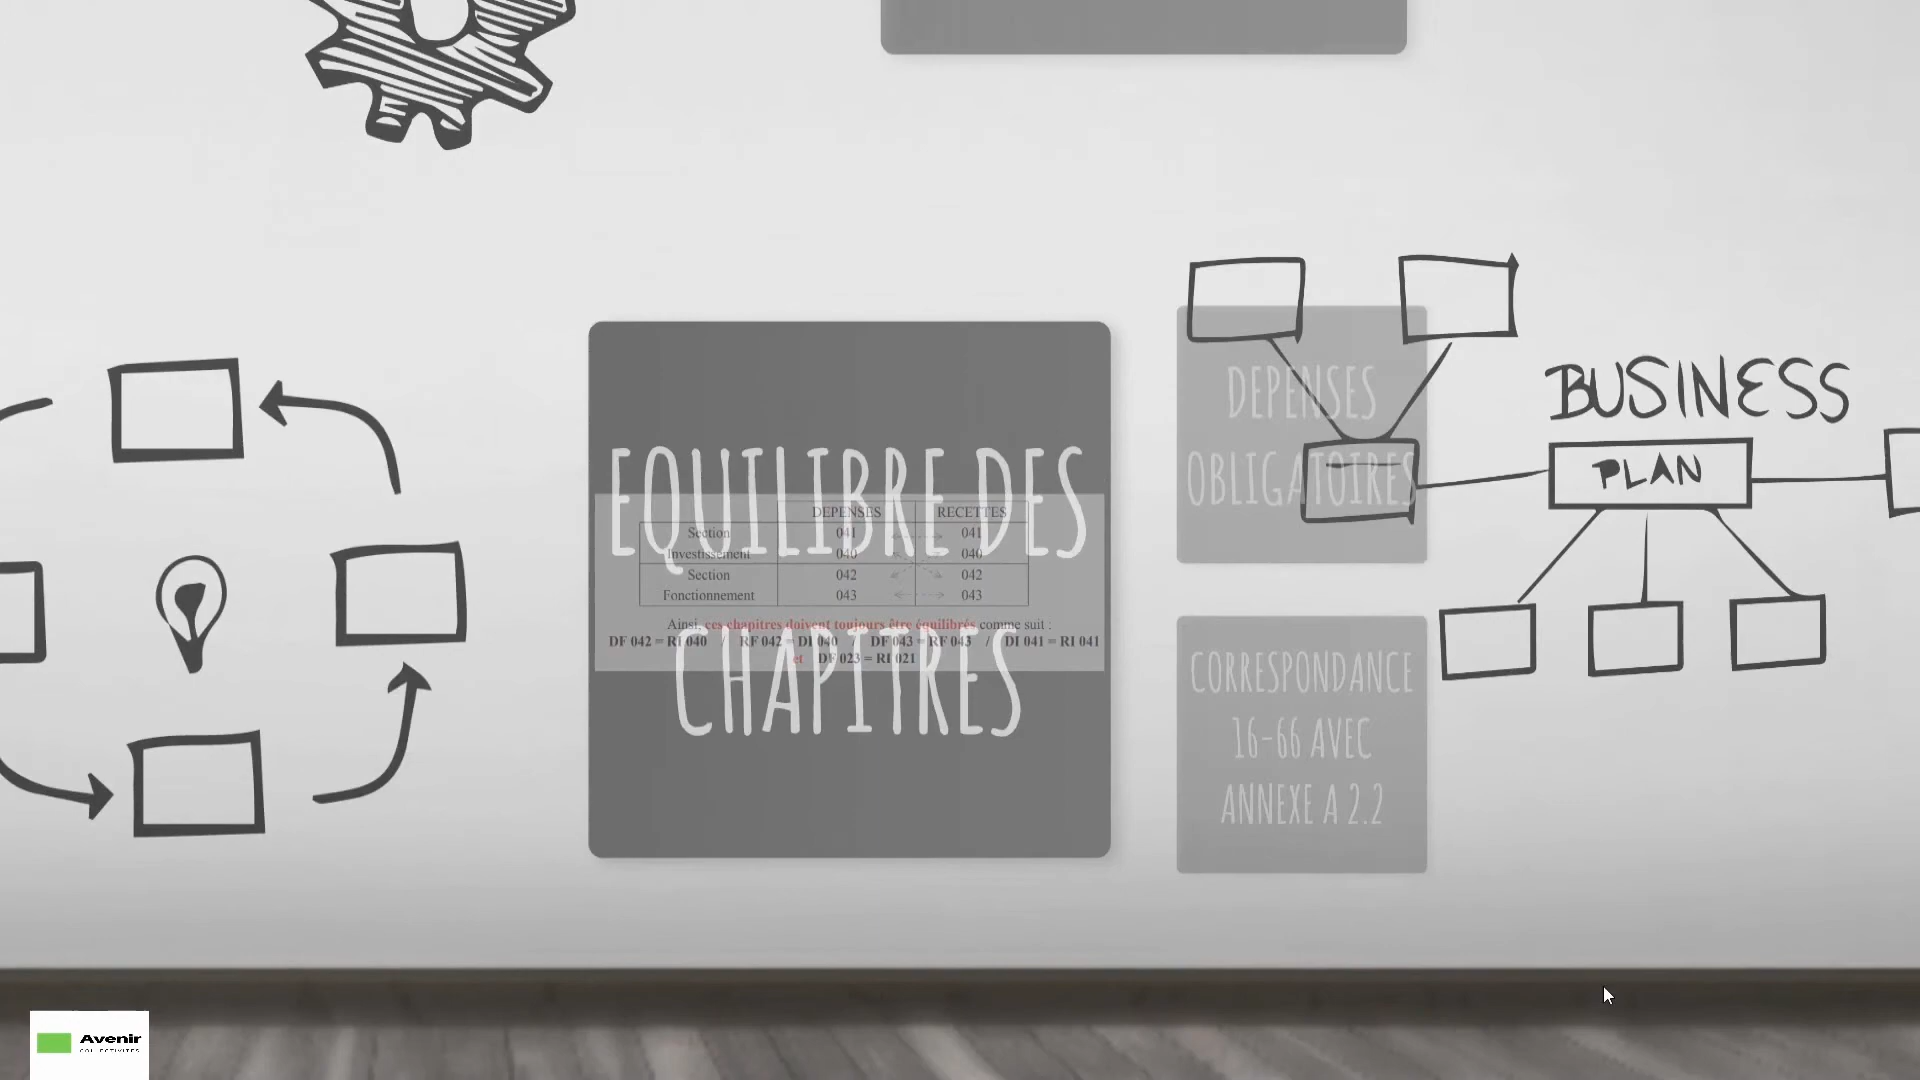 EQUILIBRE DES
CHAPITRES
DEPENSES RECETTES
Section 041 041
Investissement 040 040
Section 042 042
Fonctionnement 043 043
Ainsi, ces chapitres doivent toujours être équilibrés comme suit :
DF 042 = RI 040 / RF 042 = DI 040 DF 043 = RF 043 / DI 041 = RI 041
et DF 023 = RI 021
DEPENSES
OBLIGATOIRES
CORRESPONDANCE
16-66 AVEC
ANNEXE A 2.2
BUSINESS
PLAN
Avenir
COLLECTIVITES